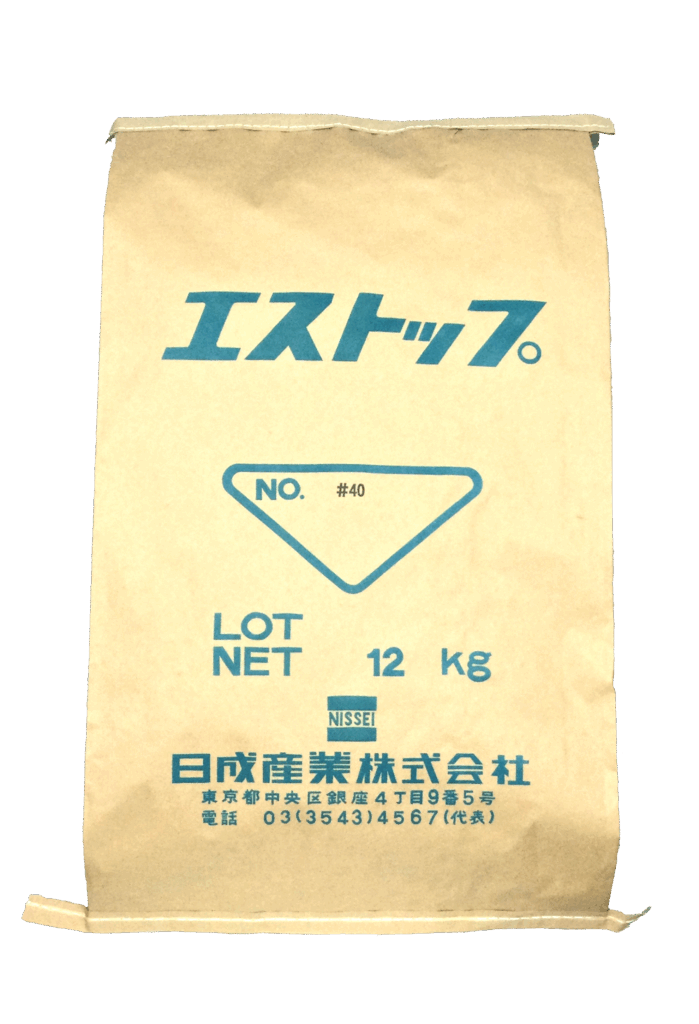 エストップ。
NO. #40
LOT
NET 12 kg
NISSEI
日成産業株式会社
東京都中央区銀座4丁目9番5号
電話 03(3543)4567(代表)